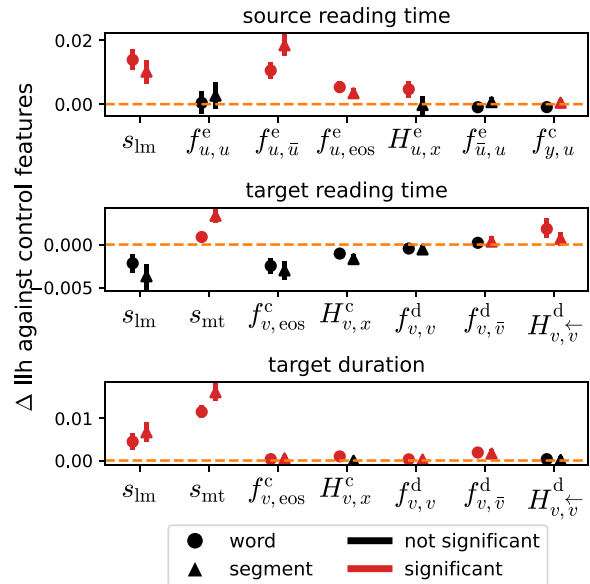 source reading time
0.02
0.00
s_lm f^e_{u,u} f^e_{u,ū} f^e_{u,eos} H^e_{u,x} f^e_{ū,u} f^c_{y,u}
Δ llh against control features
target reading time
0.000
−0.005
s_lm s_mt f^c_{v,eos} H^c_{v,x} f^d_{v,v} f^d_{v,v̄} H^d_{v,v̄←}
target duration
0.01
0.00
s_lm s_mt f^c_{v,eos} H^c_{v,x} f^d_{v,v} f^d_{v,v̄} H^d_{v,v̄←}
word not significant
segment significant